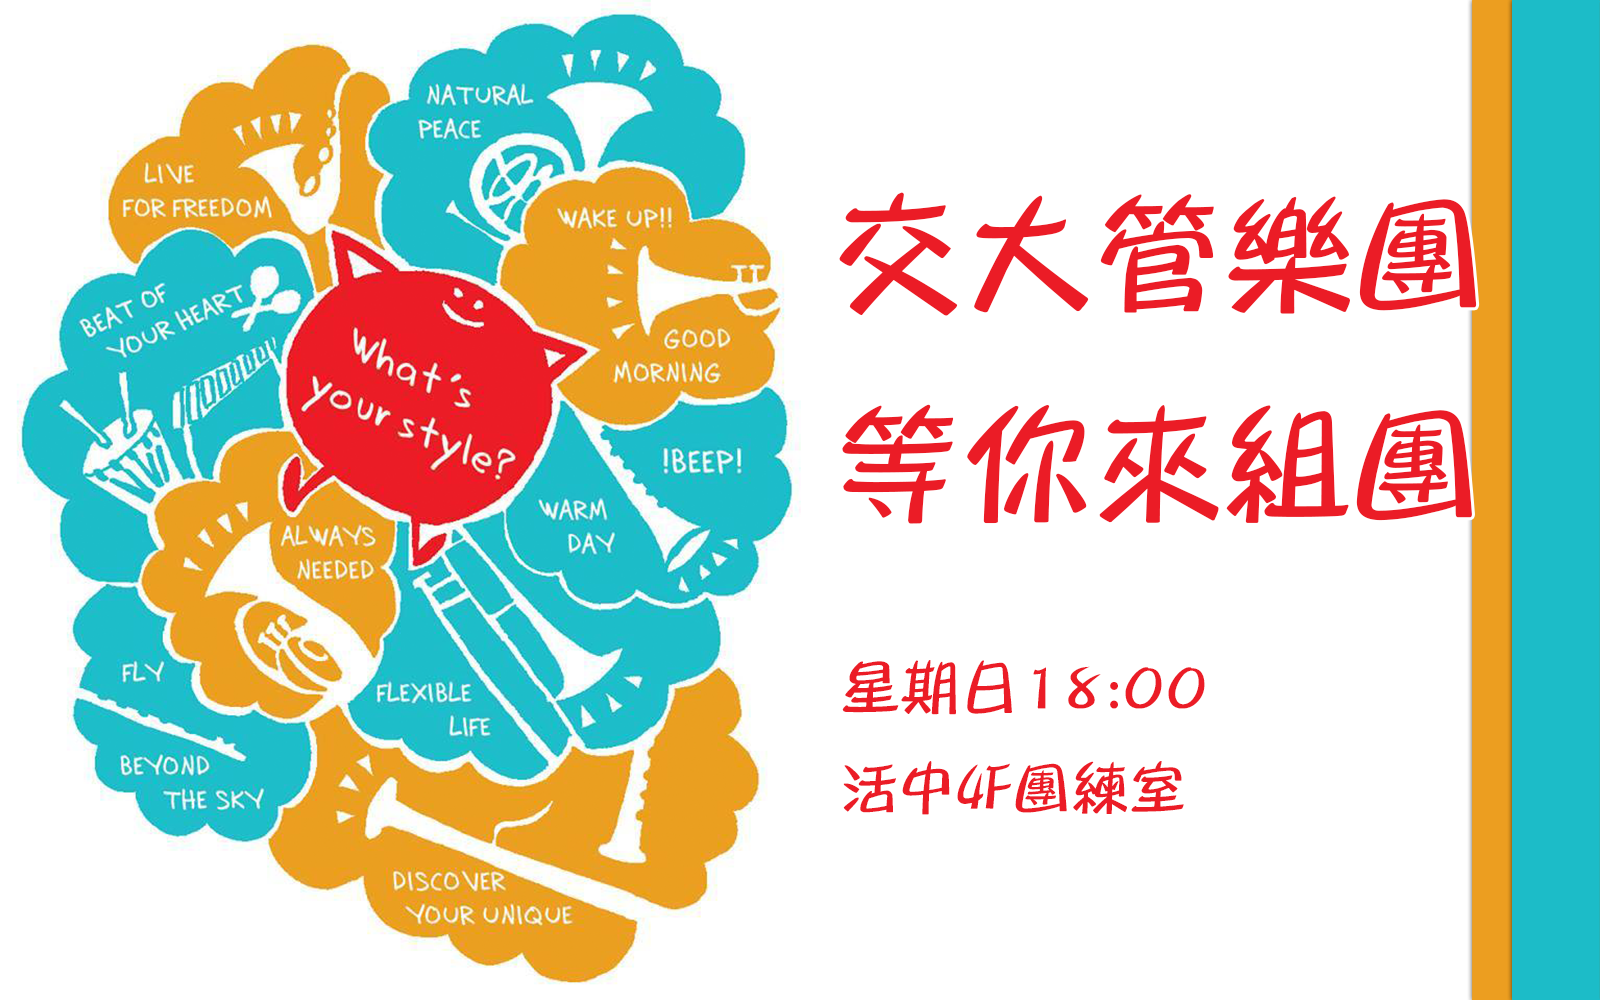 NATURAL
PEACE
LIVE
FOR FREEDOM
WAKE UP!!
GOOD
MORNING
BEAT OF
YOUR HEART
What's
your style?
!BEEP!
WARM
DAY
ALWAYS
NEEDED
FLY
BEYOND
THE SKY
FLEXIBLE
LIFE
DISCOVER
YOUR UNIQUE
交大管樂團
等你來組團
星期日18:00
活中4F團練室